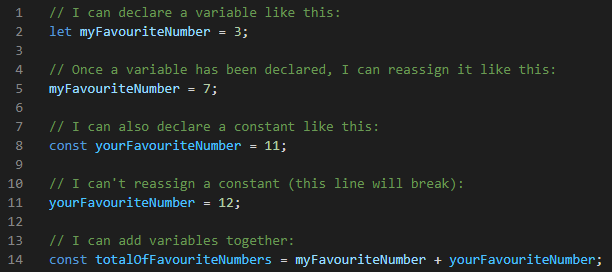 1 // I can declare a variable like this:
2 let myFavouriteNumber = 3;
3
4 // Once a variable has been declared, I can reassign it like this:
5 myFavouriteNumber = 7;
6
7 // I can also declare a constant like this:
8 const yourFavouriteNumber = 11;
9
10 // I can't reassign a constant (this line will break):
11 yourFavouriteNumber = 12;
12
13 // I can add variables together:
14 const totalOfFavouriteNumbers = myFavouriteNumber + yourFavouriteNumber;